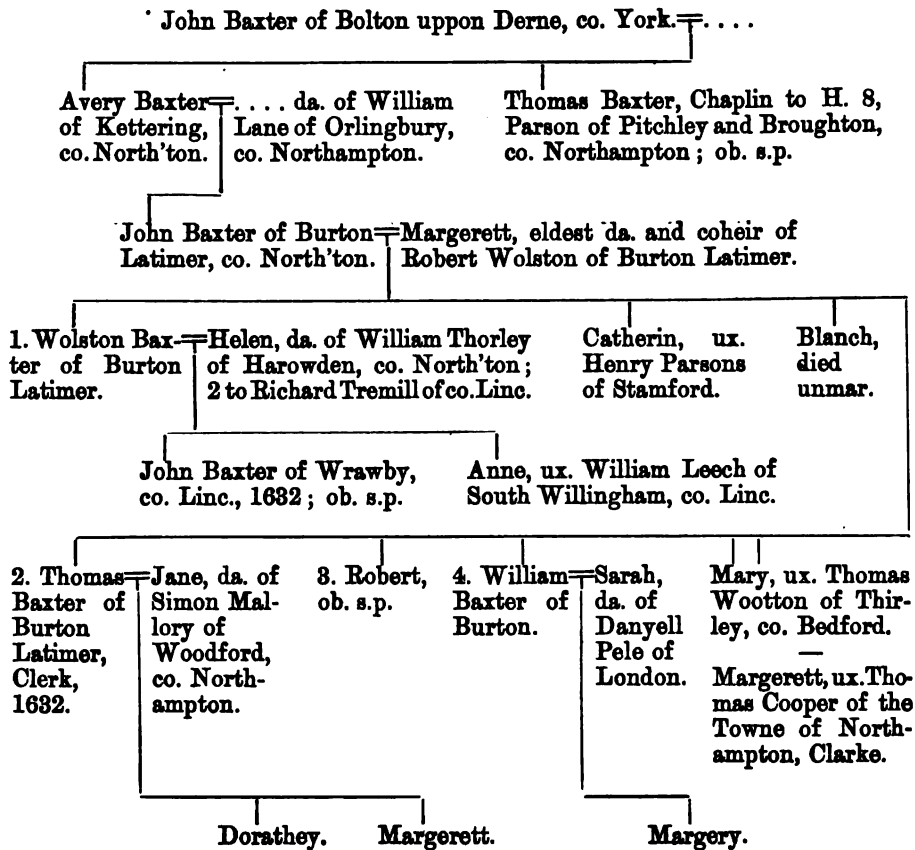 John Baxter of Bolton uppon Derne, co. York.=....
Avery Baxter=.... da. of William
of Kettering, Lane of Orlingbury,
co. North'ton. co. Northampton.
Thomas Baxter, Chaplin to H. 8,
Parson of Pitchley and Broughton,
co. Northampton; ob. s.p.
John Baxter of Burton=Margerett, eldest da. and coheir of
Latimer, co. North'ton. Robert Wolston of Burton Latimer.
1. Wolston Bax-
ter of Burton
Latimer.
=Helen, da. of William Thorley
of Harowden, co. North'ton;
2 to Richard Tremill of co. Linc.
Catherin, ux.
Henry Parsons
of Stamford.
Blanch,
died
unmar.
John Baxter of Wrawby,
co. Linc., 1632; ob. s.p.
Anne, ux. William Leech of
South Willingham, co. Linc.
2. Thomas
Baxter of
Burton
Latimer,
Clerk,
1632.
=Jane, da. of
Simon Mal-
lory of
Woodford,
co. North-
ampton.
3. Robert,
ob. s.p.
4. William
Baxter of
Burton.
=Sarah,
da. of
Danyell
Pele of
London.
Mary, ux. Thomas
Wootton of Thir-
ley, co. Bedford.
—
Margerett, ux. Tho-
mas Cooper of the
Towne of North-
ampton, Clarke.
Dorathey. Margerett. Margery.